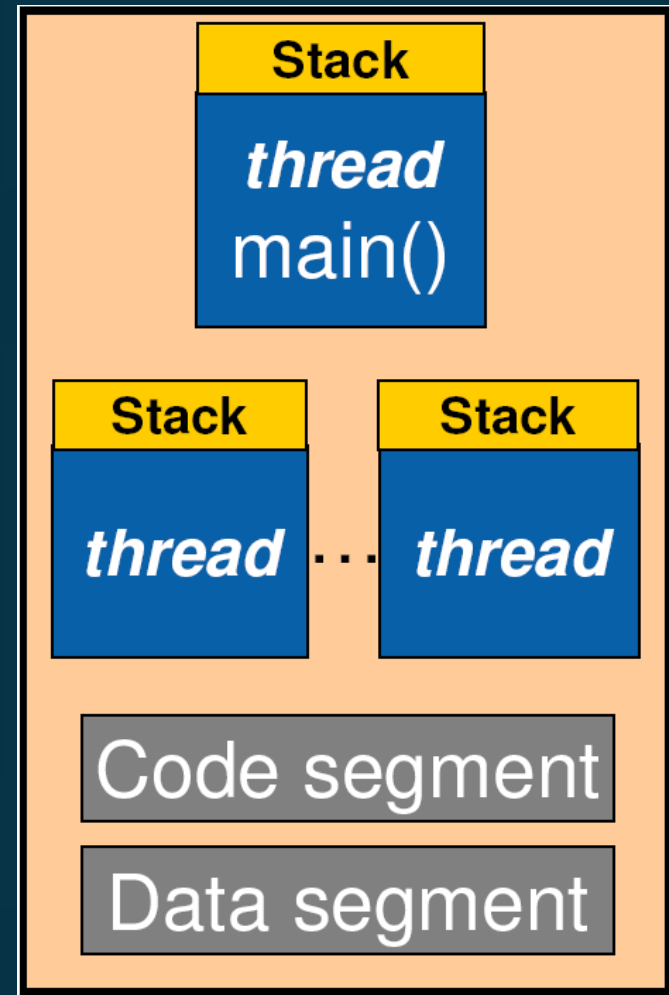 Stack
thread
main()
Stack Stack
thread ... thread
Code segment
Data segment